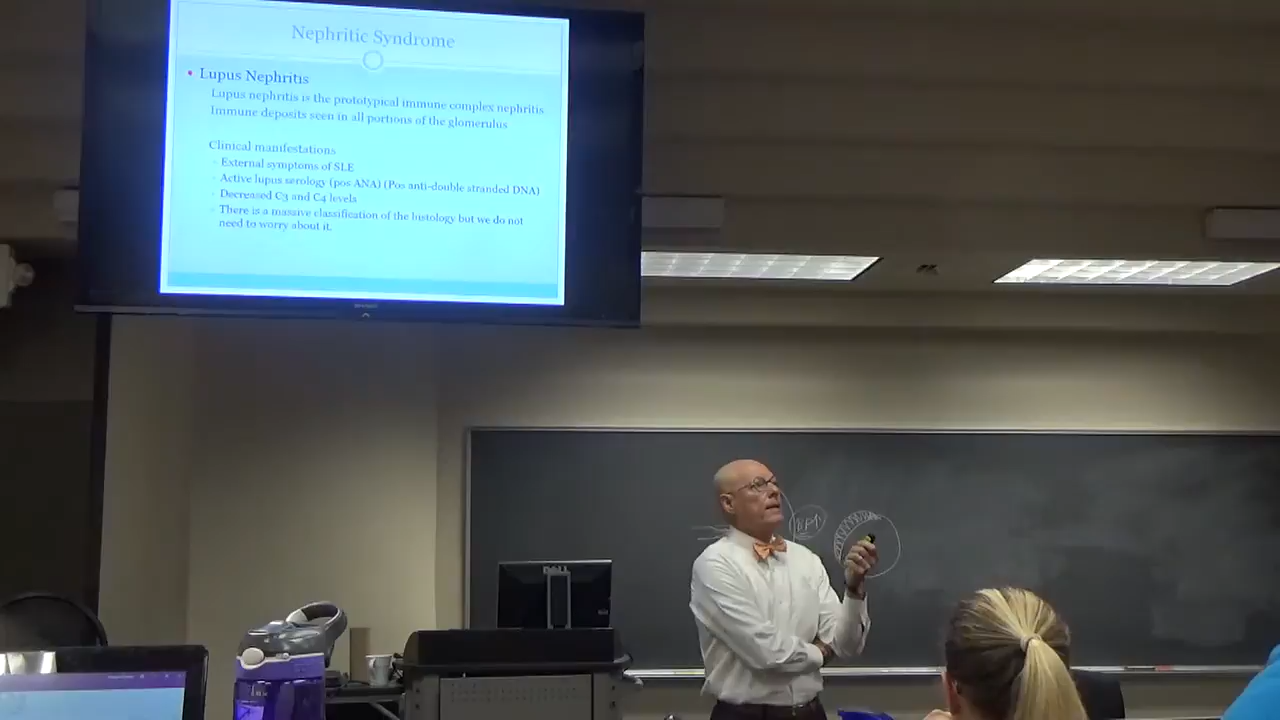 Nephritic Syndrome
• Lupus Nephritis
Lupus nephritis is the prototypical immune complex nephritis
Immune deposits seen in all portions of the glomerulus
Clinical manifestations
External symptoms of SLE
Active lupus serology (pos ANA) (Pos anti-double stranded DNA)
Decreased C3 and C4 levels
There is a massive classification of the histology but we do not
need to worry about it.
DELL